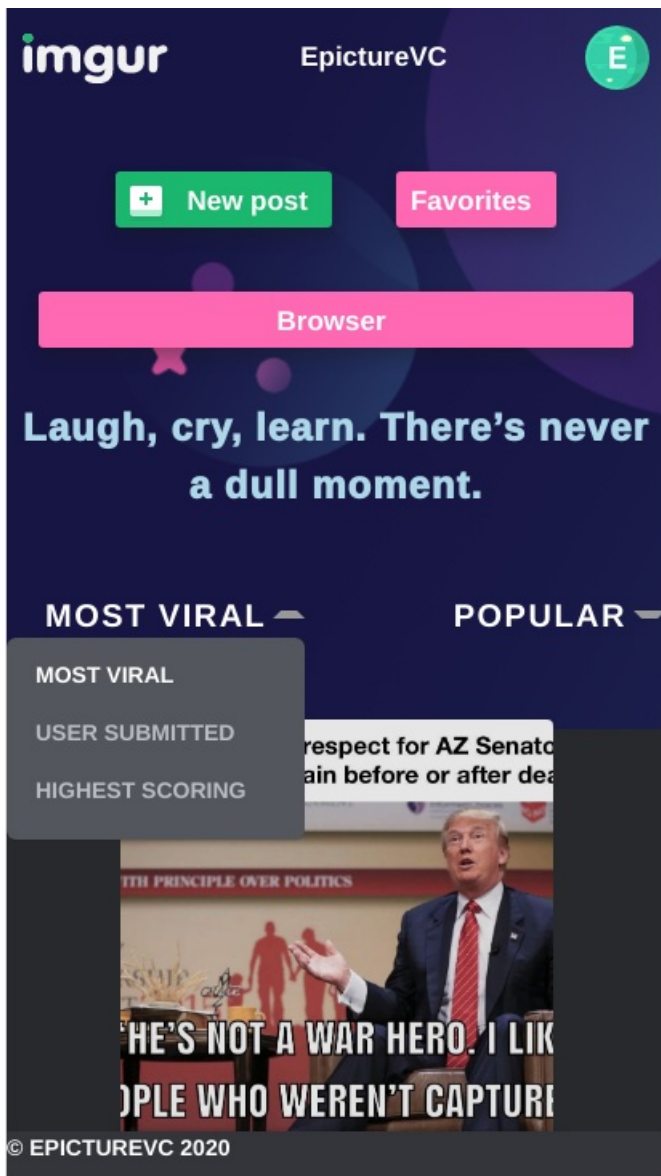 imgur
EpictureVC
E
New post
Favorites
Browser
Laugh, cry, learn. There’s never
a dull moment.
MOST VIRAL
POPULAR
MOST VIRAL
USER SUBMITTED
HIGHEST SCORING
respect for AZ Senato
ain before or after dea
ITH PRINCIPLE OVER POLITICS
"HE'S NOT A WAR HERO. I LIK
OPLE WHO WEREN'T CAPTURE
© EPICTUREVC 2020